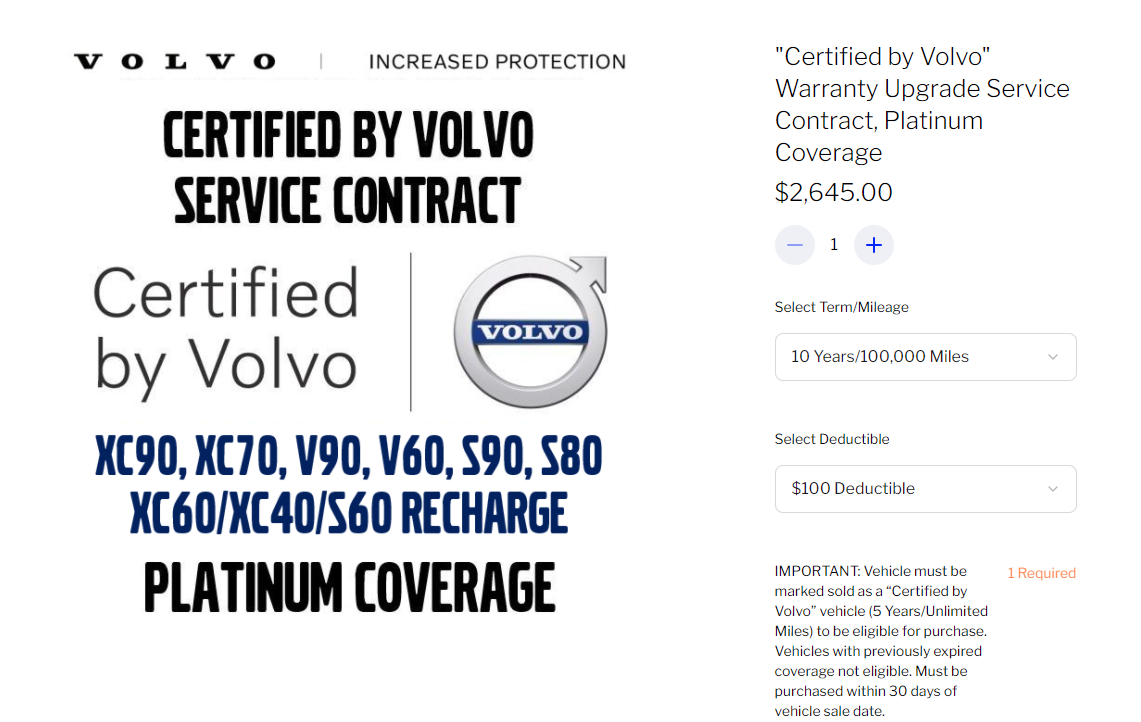 VOLVO | INCREASED PROTECTION
CERTIFIED BY VOLVO
SERVICE CONTRACT
Certified
by Volvo
VOLVO
XC90, XC70, V90, V60, S90, S80
XC60/XC40/S60 RECHARGE
PLATINUM COVERAGE
"Certified by Volvo"
Warranty Upgrade Service
Contract, Platinum
Coverage
$2,645.00
1
Select Term/Mileage
10 Years/100,000 Miles
Select Deductible
$100 Deductible
IMPORTANT: Vehicle must be
marked sold as a “Certified by
Volvo” vehicle (5 Years/Unlimited
Miles) to be eligible for purchase.
Vehicles with previously expired
coverage not eligible. Must be
purchased within 30 days of
vehicle sale date.
1 Required